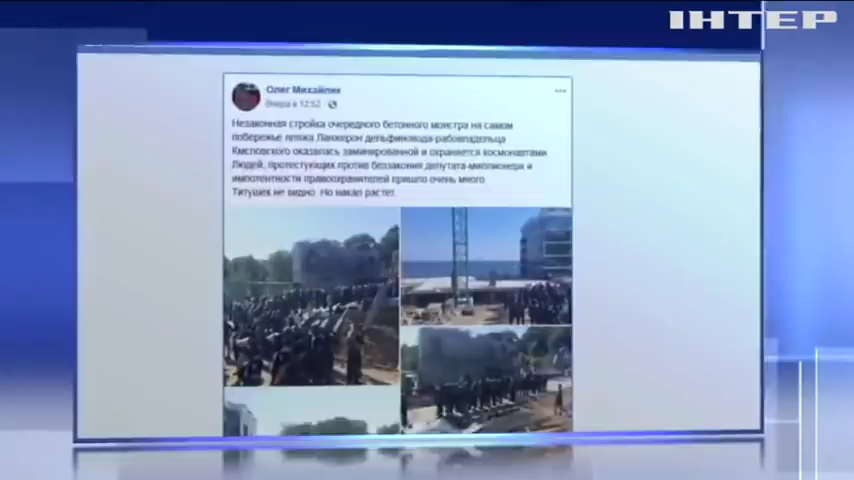 ІНТЕР
Олег Михайлик
Вчера в 12:52
Незаконная стройка очередного бетонного монстра на самом
побережье пляжа Ланжерон дельфиновода-рабовладельца
Кисловского оказалась заминированной и охраняется космонавтами
Людей, протестующих против беззакония депутата-миллионера и
импотентности правоохранителей пришло очень много
Титушек не видно. Но накал растет.